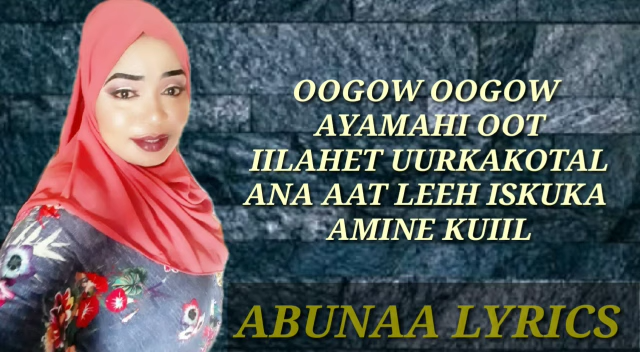 OOGOW OOGOW
AYAMAHI OOT
IILAHET UURKAKOTAL
ANA AAT LEEH ISKUKA
AMINE KUIIL
ABUNAA LYRICS